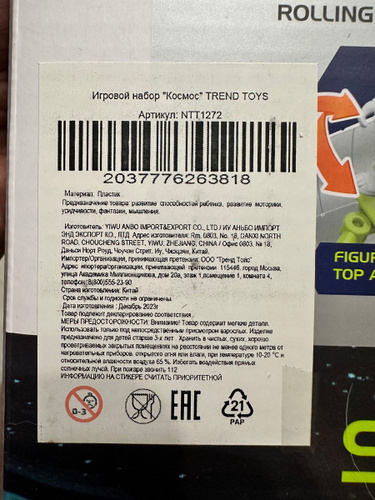 ROLLING
Игровой набор "Космос" TREND TOYS
Артикул: NTT1272
2037776263818
Материал: Пластик
Предназначение товара: развитие способностей ребенка, развитие моторики,
усидчивости, фантазии, мышления.
Изготовитель: YIWU ANBO IMPORT&EXPORT CO., LTD / ИУ АНЬБО ИМПОРТ
ЭНД ЭКСПОРТ КО., ЛТД. Адрес изготовителя: Rm. 0803, No. 18, DANXI NORTH
ROAD, CHOUCHENG STREET, YIWU, ZHEJIANG, CHINA / Офис 0803, № 18,
Даньси Норт Роуд, Чоучен Стрит, Иу, Чжецзян, Китай.
Импортер/Организация, принимающая претензии: ООО "Тренд Тойс"
Адрес импортера/организации, принимающей претензии: 115446, город Москва,
улица Академика Миллионщикова, дом 20а, этаж 1, помещение 1, комната 4,
телефон:8(800)555-23-90
Страна изготовления: Китай
Срок службы и годности не ограничены.
Дата изготовления: Декабрь 2023г
Товар подлежит декларированию соответствия.
МЕРЫ ПРЕДОСТОРОЖНОСТИ: Внимание! Товар содержит мелкие детали.
Использовать только под непосредственным присмотром взрослых. Изделие
предназначено для детей старше 3-х лет. Хранить в чистых, сухих, хорошо
проветриваемых закрытых помещениях на расстоянии не менее одного метра от
нагревательных приборов, открытого огня или влаги, при температуре 10-20 °С и
относительной влажности воздуха 65 %. Избегать воздействия прямых
солнечных лучей. При пожаре звонить 112
ИНФОРМАЦИЮ НА СТИКЕРЕ СЧИТАТЬ ПРИОРИТЕТНОЙ
0-3
EAC
21
PAP
FIGUR
TOP A